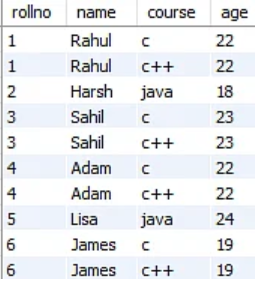 rollno name course age
1 Rahul c 22
1 Rahul c++ 22
2 Harsh java 18
3 Sahil c 23
3 Sahil c++ 23
4 Adam c 22
4 Adam c++ 22
5 Lisa java 24
6 James c 19
6 James c++ 19